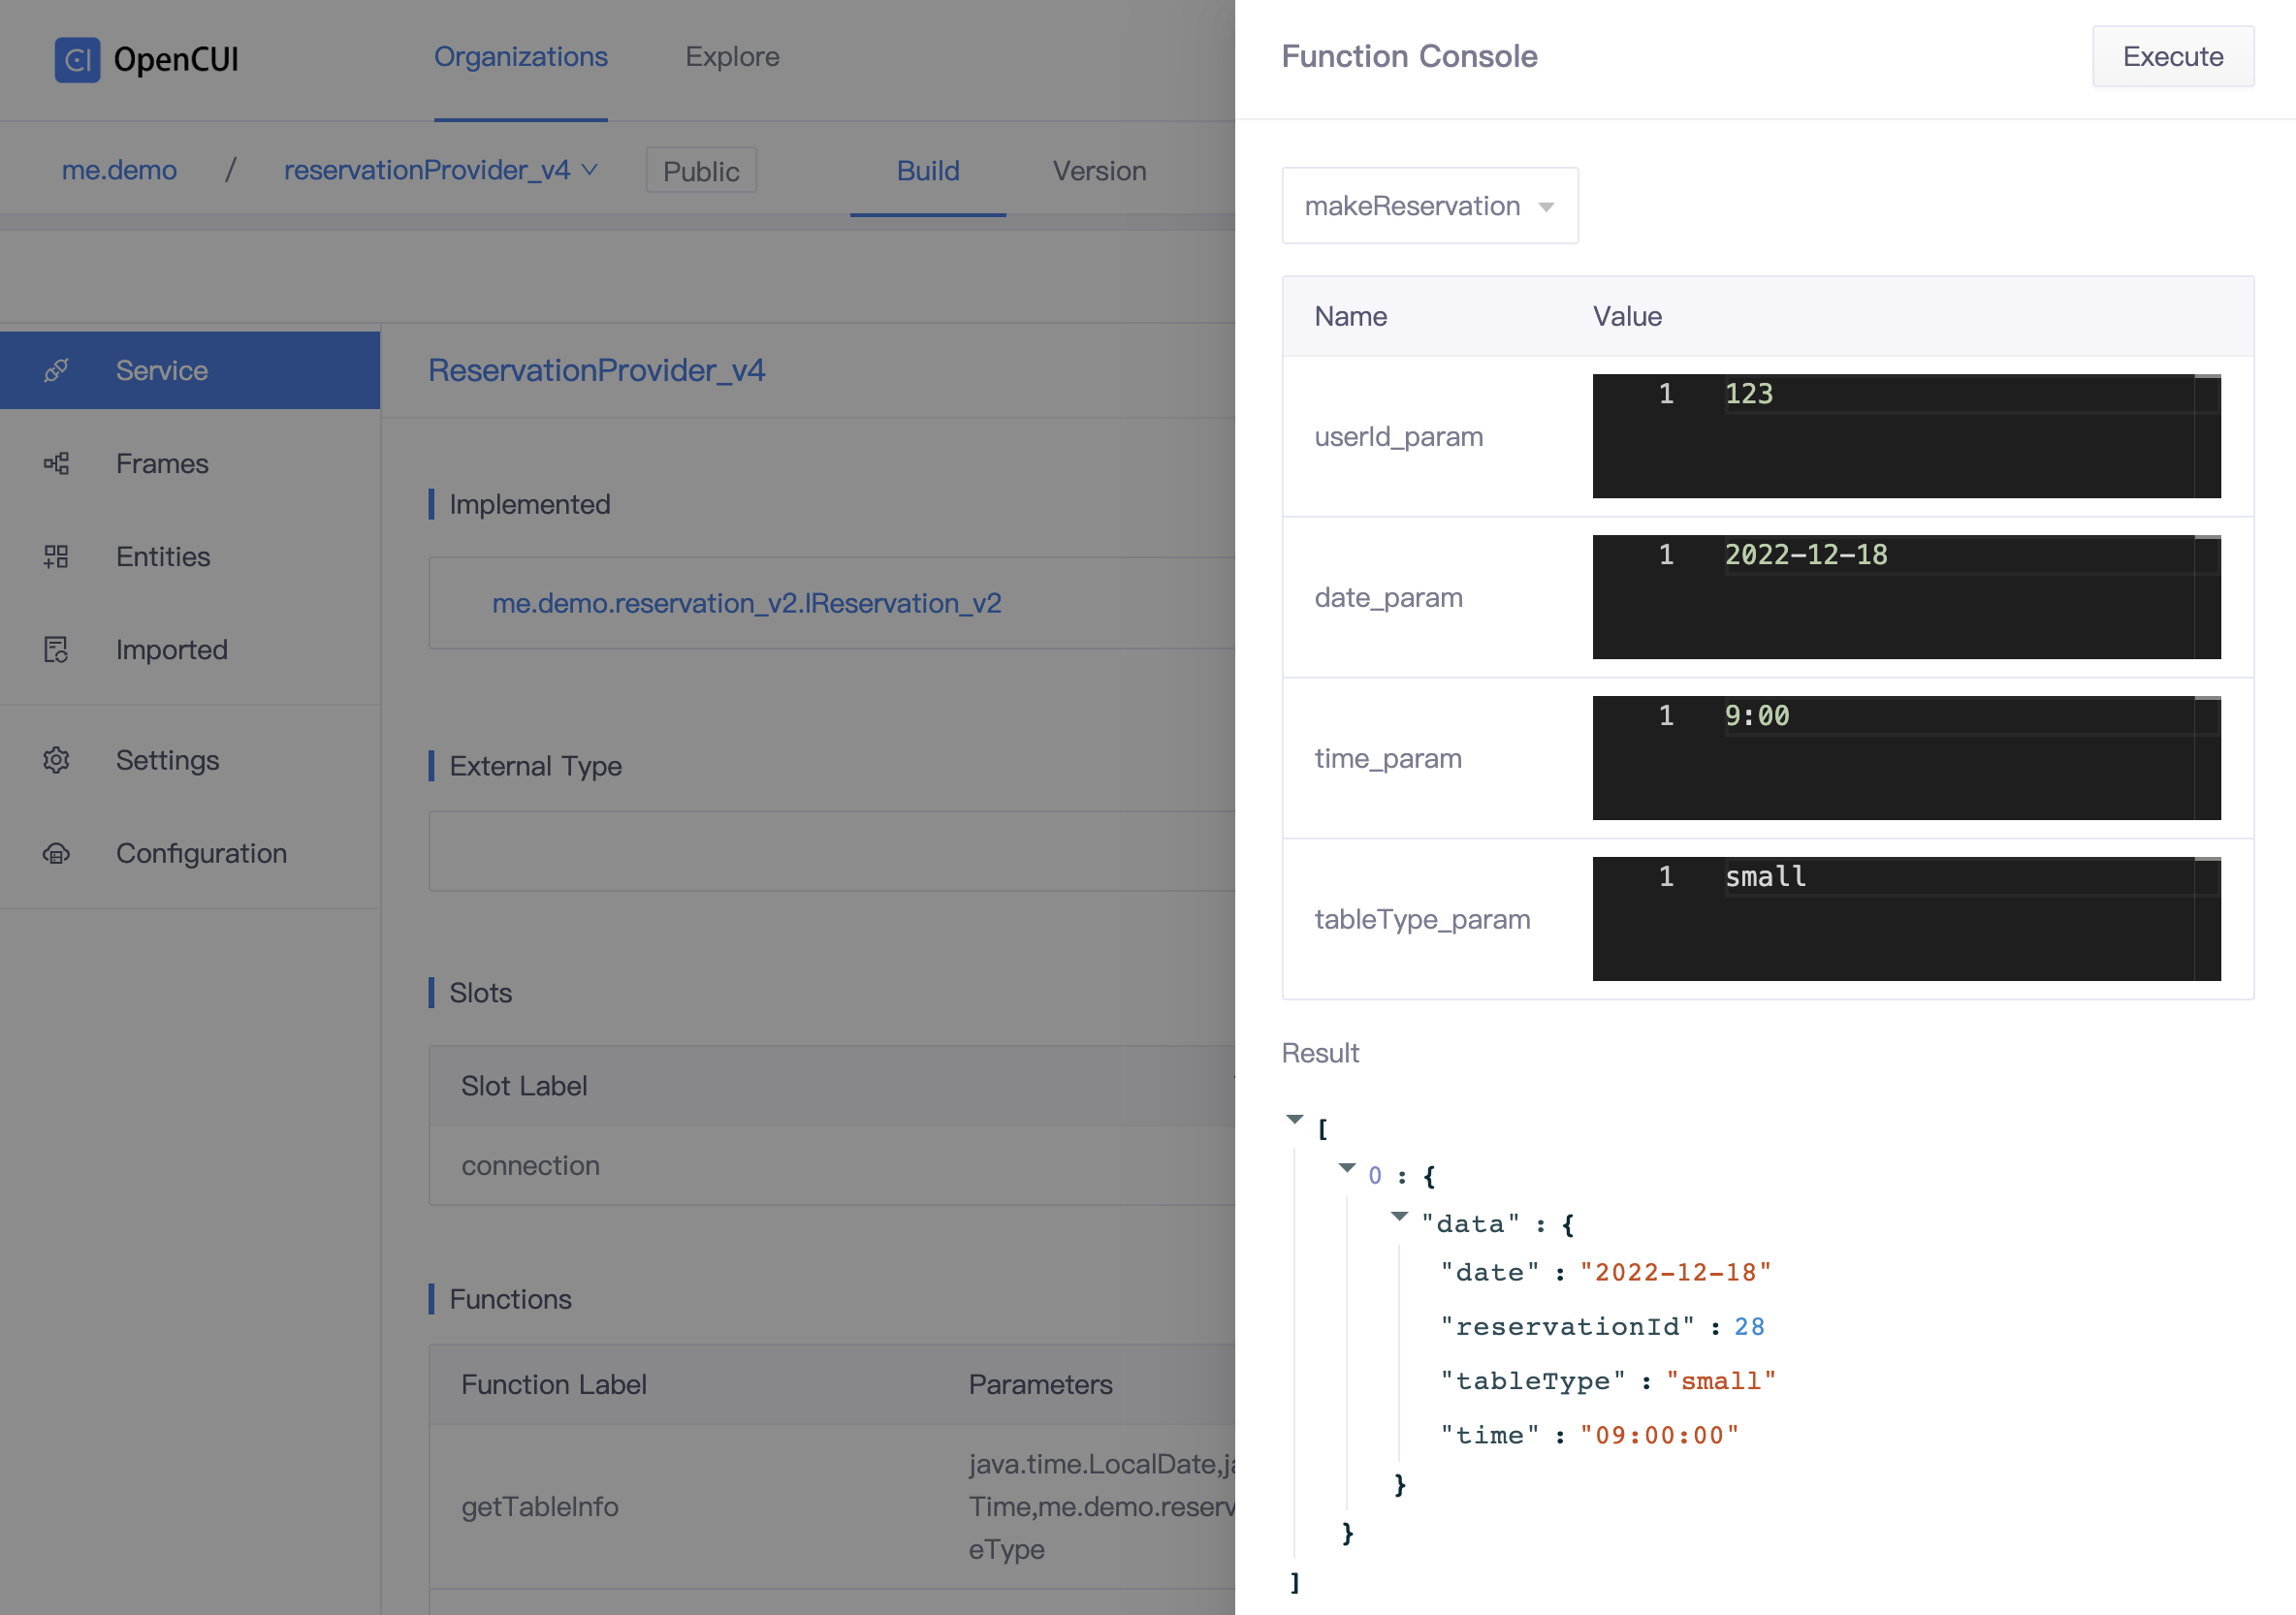 OpenCUI
Organizations
Explore
me.demo / reservationProvider_v4
Public
Build
Version
Service
Frames
Entities
Imported
Settings
Configuration
ReservationProvider_v4
Implemented
me.demo.reservation_v2.IReservation_v2
External Type
Slots
Slot Label
connection
Functions
Function Label Parameters
getTableInfo
java.time.LocalDate,ja
Time,me.demo.reserv
eType
Function Console
Execute
makeReservation
Name Value
userId_param
1 123
date_param
1 2022-12-18
time_param
1 9:00
tableType_param
1 small
Result
[
0 : {
"data" : {
"date" : "2022-12-18"
"reservationId" : 28
"tableType" : "small"
"time" : "09:00:00"
}
}
]